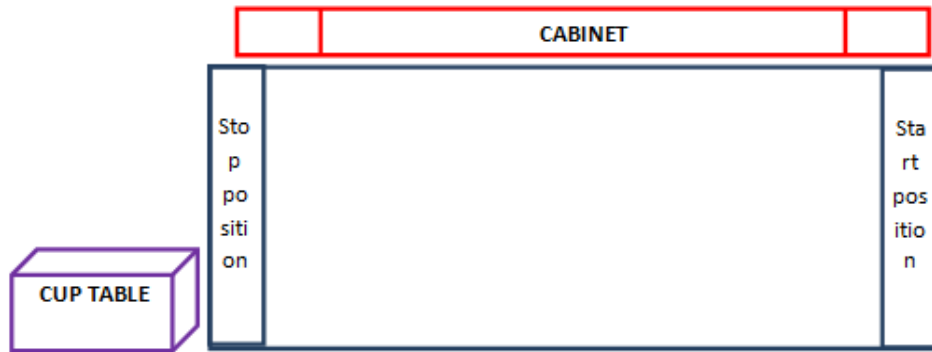 CABINET
Sto
p
po
siti
on
Sta
rt
pos
itio
n
CUP TABLE